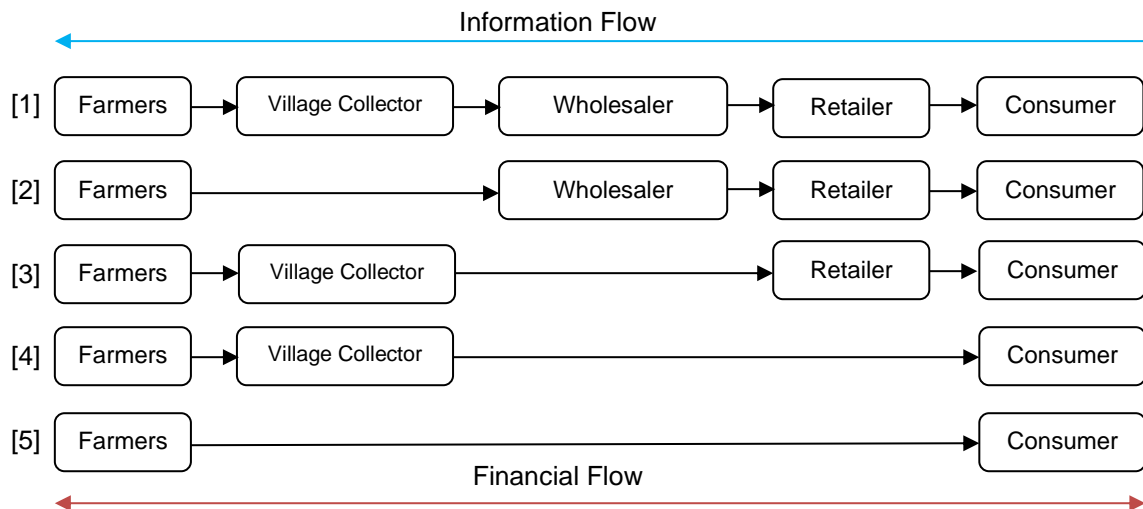 Information Flow
[1] Farmers Village Collector Wholesaler Retailer Consumer
[2] Farmers Wholesaler Retailer Consumer
[3] Farmers Village Collector Retailer Consumer
[4] Farmers Village Collector Consumer
[5] Farmers Consumer
Financial Flow